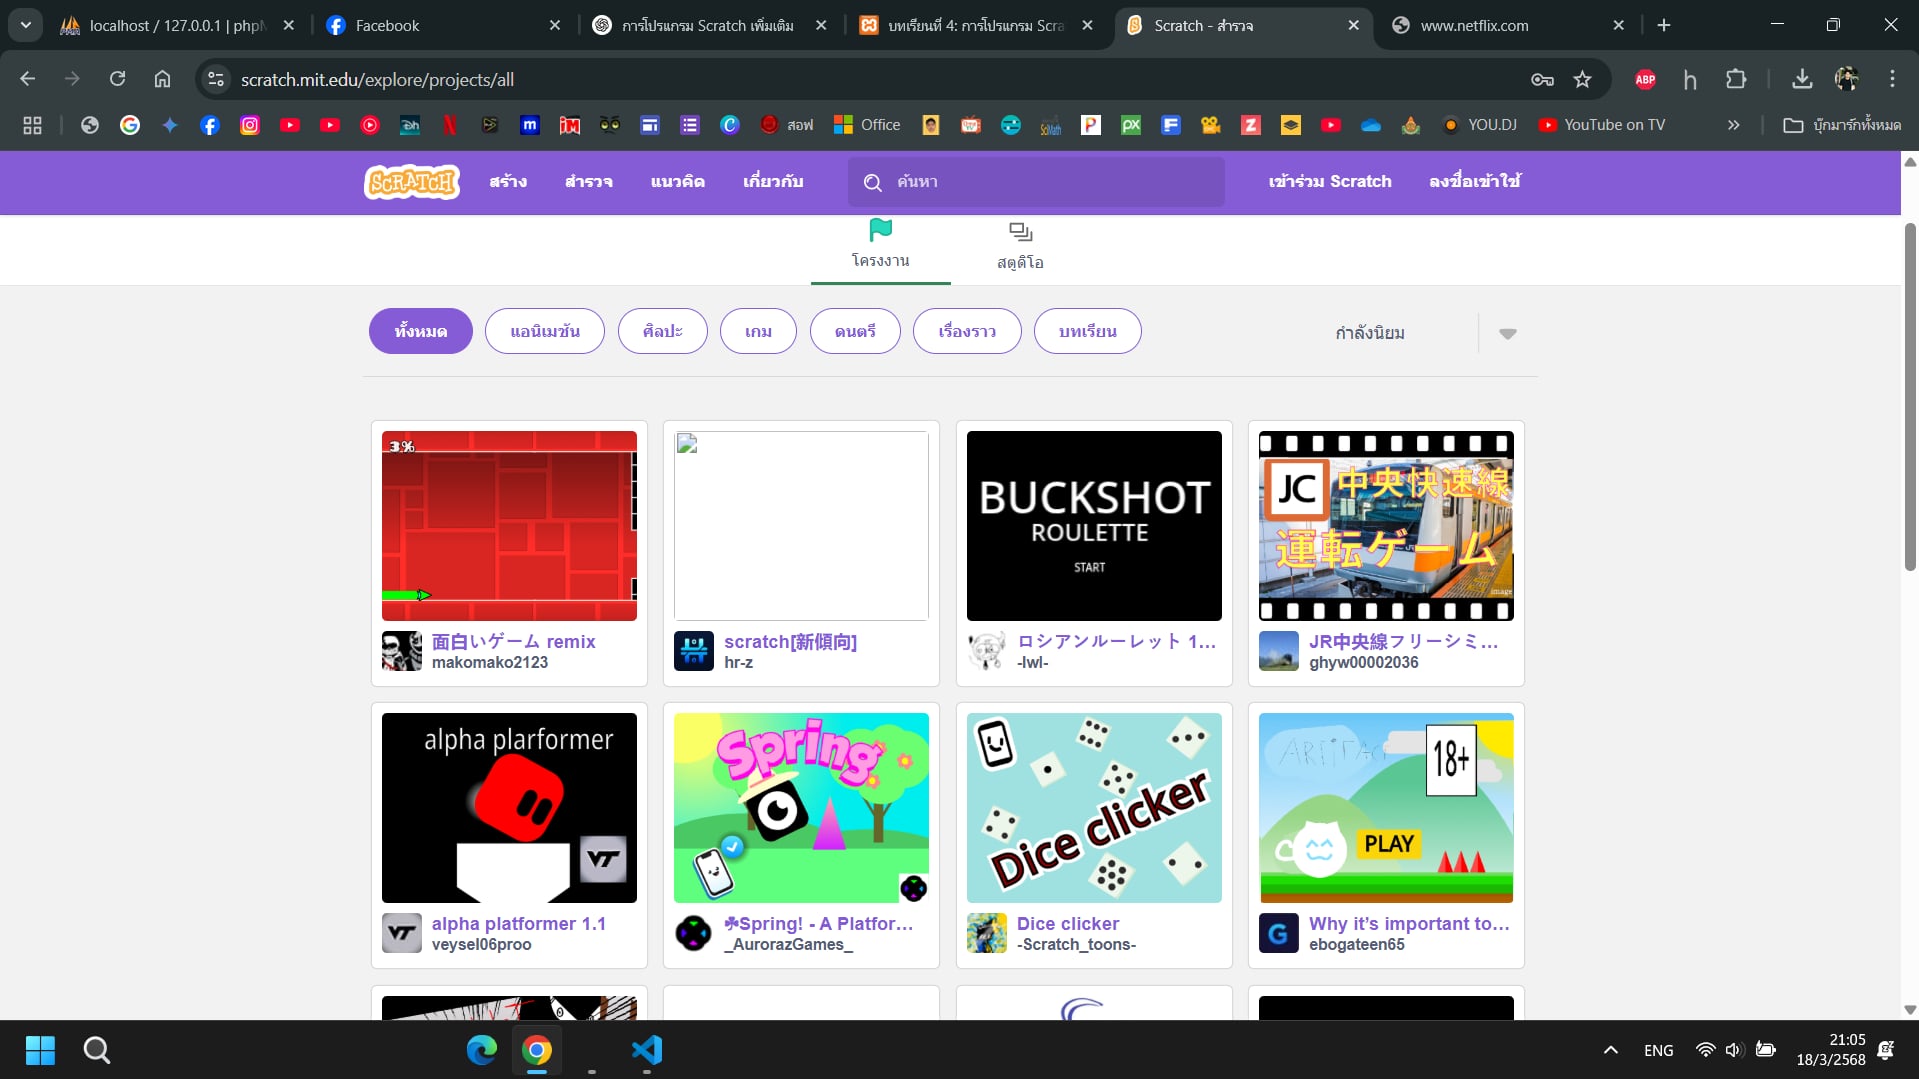 localhost / 127.0.0.1 | phpM
Facebook
การโปรแกรม Scratch เพิ่มเติม
บทเรียนที่ 4: การโปรแกรม Scra
Scratch - สำรวจ
www.netflix.com
scratch.mit.edu/explore/projects/all
ABP
h
สอฟ
Office
YOU.DJ
YouTube on TV
บุ๊กมาร์กทั้งหมด
SCRATCH
สร้าง
สำรวจ
แนวคิด
เกี่ยวกับ
ค้นหา
เข้าร่วม Scratch
ลงชื่อเข้าใช้
โครงงาน
สตูดิโอ
ทั้งหมด
แอนิเมชัน
ศิลปะ
เกม
ดนตรี
เรื่องราว
บทเรียน
กำลังนิยม
3%
BUCKSHOT
ROULETTE
START
JC
中央快速線
運転ゲーム
image
面白いゲーム remix
makomako2123
scratch[新傾向]
hr-z
ロシアンルーレット 1...
-lwl-
JR中央線フリーシミ...
ghyw00002036
alpha plarformer
VT
Spring
Dice clicker
ARTIFAC
18+
PLAY
VT
alpha platformer 1.1
veysel06proo
☘Spring! - A Platfor...
_AurorazGames_
Dice clicker
-Scratch_toons-
G
Why it’s important to...
ebogateen65
ENG
21:05
18/3/2568